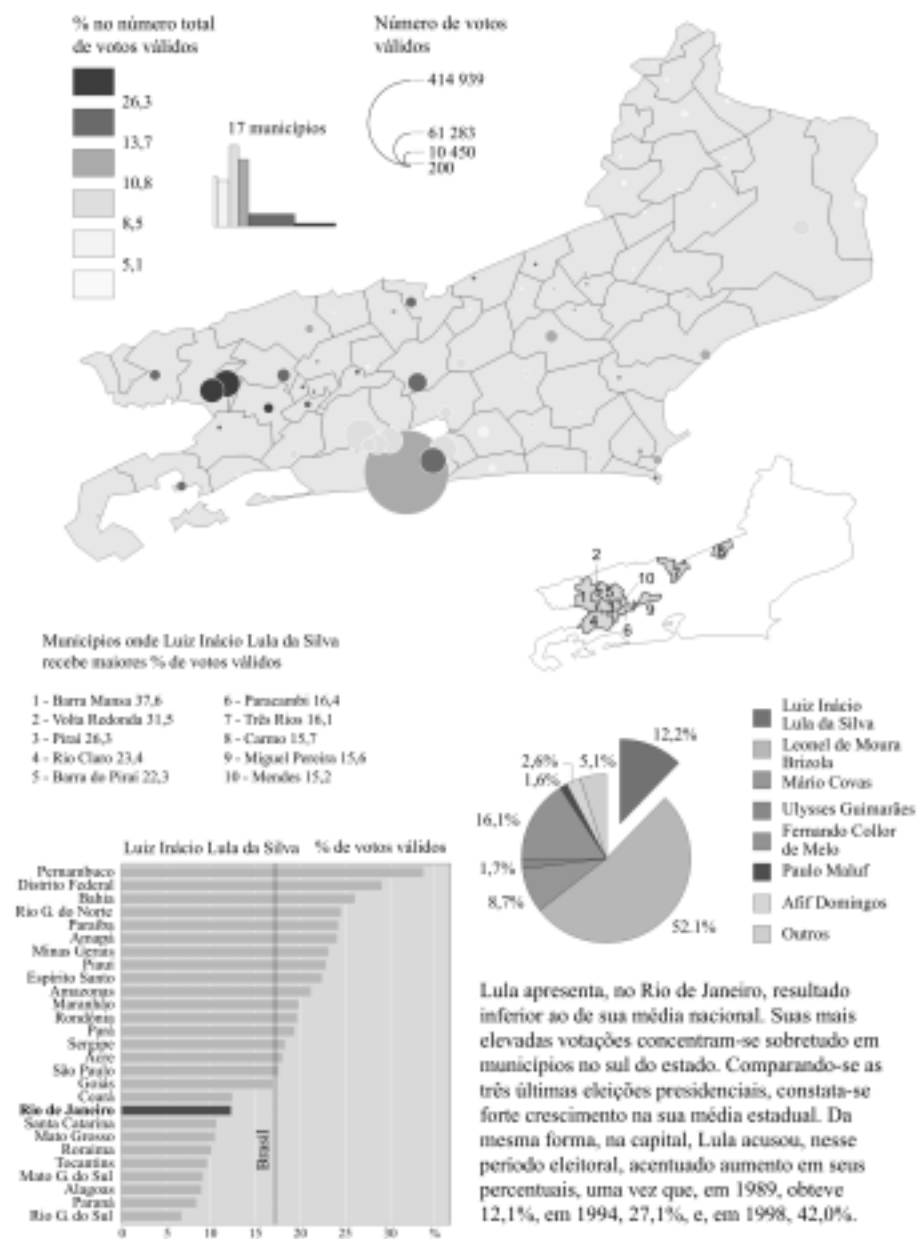 % no número total
de votos válidos
26,3
13,7
10,8
8,5
5,1
17 municípios
Número de votos
válidos
414 939
61 283
10 450
200
2
10
1
5
3
4
9
6
7
8
Municípios onde Luiz Inácio Lula da Silva
recebe maiores % de votos válidos
1 - Barra Mansa 37,6
2 - Volta Redonda 31,5
3 - Piraí 26,3
4 - Rio Claro 23,4
5 - Barra do Piraí 22,3
6 - Paracambi 16,4
7 - Três Rios 16,1
8 - Carmo 15,7
9 - Miguel Pereira 15,6
10 - Mendes 15,2
12,2%
5,1%
2,6%
1,6%
16,1%
1,7%
8,7%
52.1%
Luiz Inácio
Lula da Silva
Leonel de Moura
Brizola
Mário Covas
Ulysses Guimarães
Fernando Collor
de Melo
Paulo Maluf
Afif Domingos
Outros
Luiz Inácio Lula da Silva % de votos válidos
Pernambuco
Distrito Federal
Bahia
Rio G. do Norte
Paraíba
Amapá
Minas Gerais
Piauí
Espírito Santo
Amazonas
Maranhão
Rondônia
Pará
Sergipe
Acre
São Paulo
Goiás
Ceará
Rio de Janeiro
Santa Catarina
Mato Grosso
Roraima
Tocantins
Mato G. do Sul
Alagoas
Paraná
Rio G. do Sul
Brasil
0 5 10 15 20 25 30 %
Lula apresenta, no Rio de Janeiro, resultado
inferior ao de sua média nacional. Suas mais
elevadas votações concentram-se sobretudo em
municípios no sul do estado. Comparando-se as
três últimas eleições presidenciais, constata-se
forte crescimento na sua média estadual. Da
mesma forma, na capital, Lula acusou, nesse
período eleitoral, acentuado aumento em seus
percentuais, uma vez que, em 1989, obteve
12,1%, em 1994, 27,1%, e, em 1998, 42,0%.